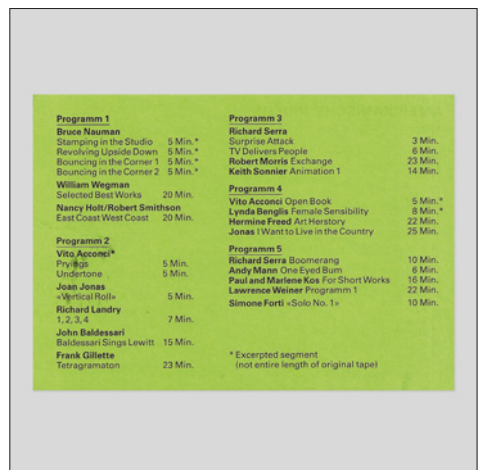 Programm 1
Bruce Nauman
Stamping in the Studio 5 Min.*
Revolving Upside Down 5 Min.*
Bouncing in the Corner 1 5 Min.*
Bouncing in the Corner 2 5 Min.*
William Wegman
Selected Best Works 20 Min.
Nancy Holt/Robert Smithson
East Coast West Coast 20 Min.
Programm 2
Vito Acconci*
Pryings 5 Min.
Undertone 5 Min.
Joan Jonas
«Vertical Roll» 5 Min.
Richard Landry
1, 2, 3, 4 7 Min.
John Baldessari
Baldessari Sings Lewitt 15 Min.
Frank Gillette
Tetragramaton 23 Min.
Programm 3
Richard Serra
Surprise Attack 3 Min.
TV Delivers People 6 Min.
Robert Morris Exchange 23 Min.
Keith Sonnier Animation 1 14 Min.
Programm 4
Vito Acconci Open Book 5 Min.*
Lynda Benglis Female Sensibility 8 Min.*
Hermine Freed Art Herstory 22 Min.
Jonas I Want to Live in the Country 25 Min.
Programm 5
Richard Serra Boomerang 10 Min.
Andy Mann One Eyed Bum 6 Min.
Paul and Marlene Kos For Short Works 16 Min.
Lawrence Weiner Programm 1 22 Min.
Simone Forti «Solo No. 1» 10 Min.
* Excerpted segment
(not entire length of original tape)